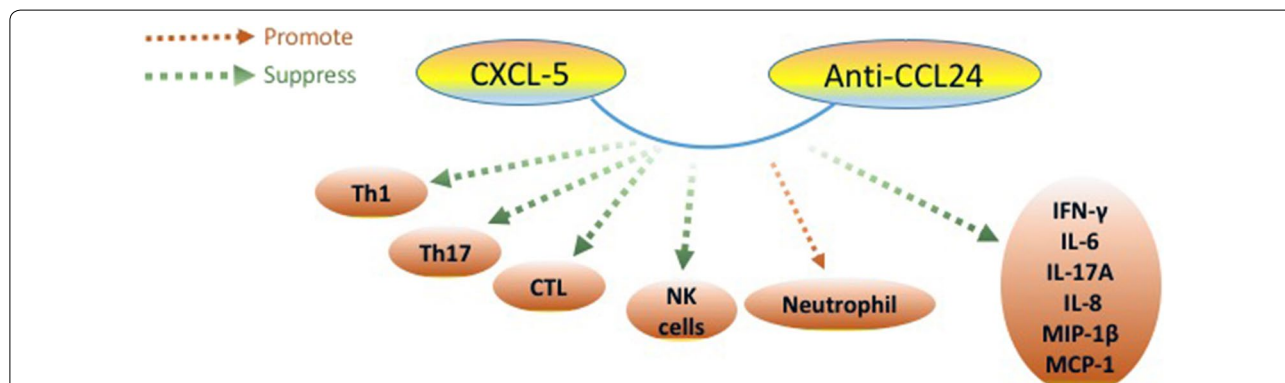 Promote
Suppress
CXCL-5
Anti-CCL24
Th1
Th17
CTL
NK
cells
Neutrophil
IFN-γ
IL-6
IL-17A
IL-8
MIP-1β
MCP-1